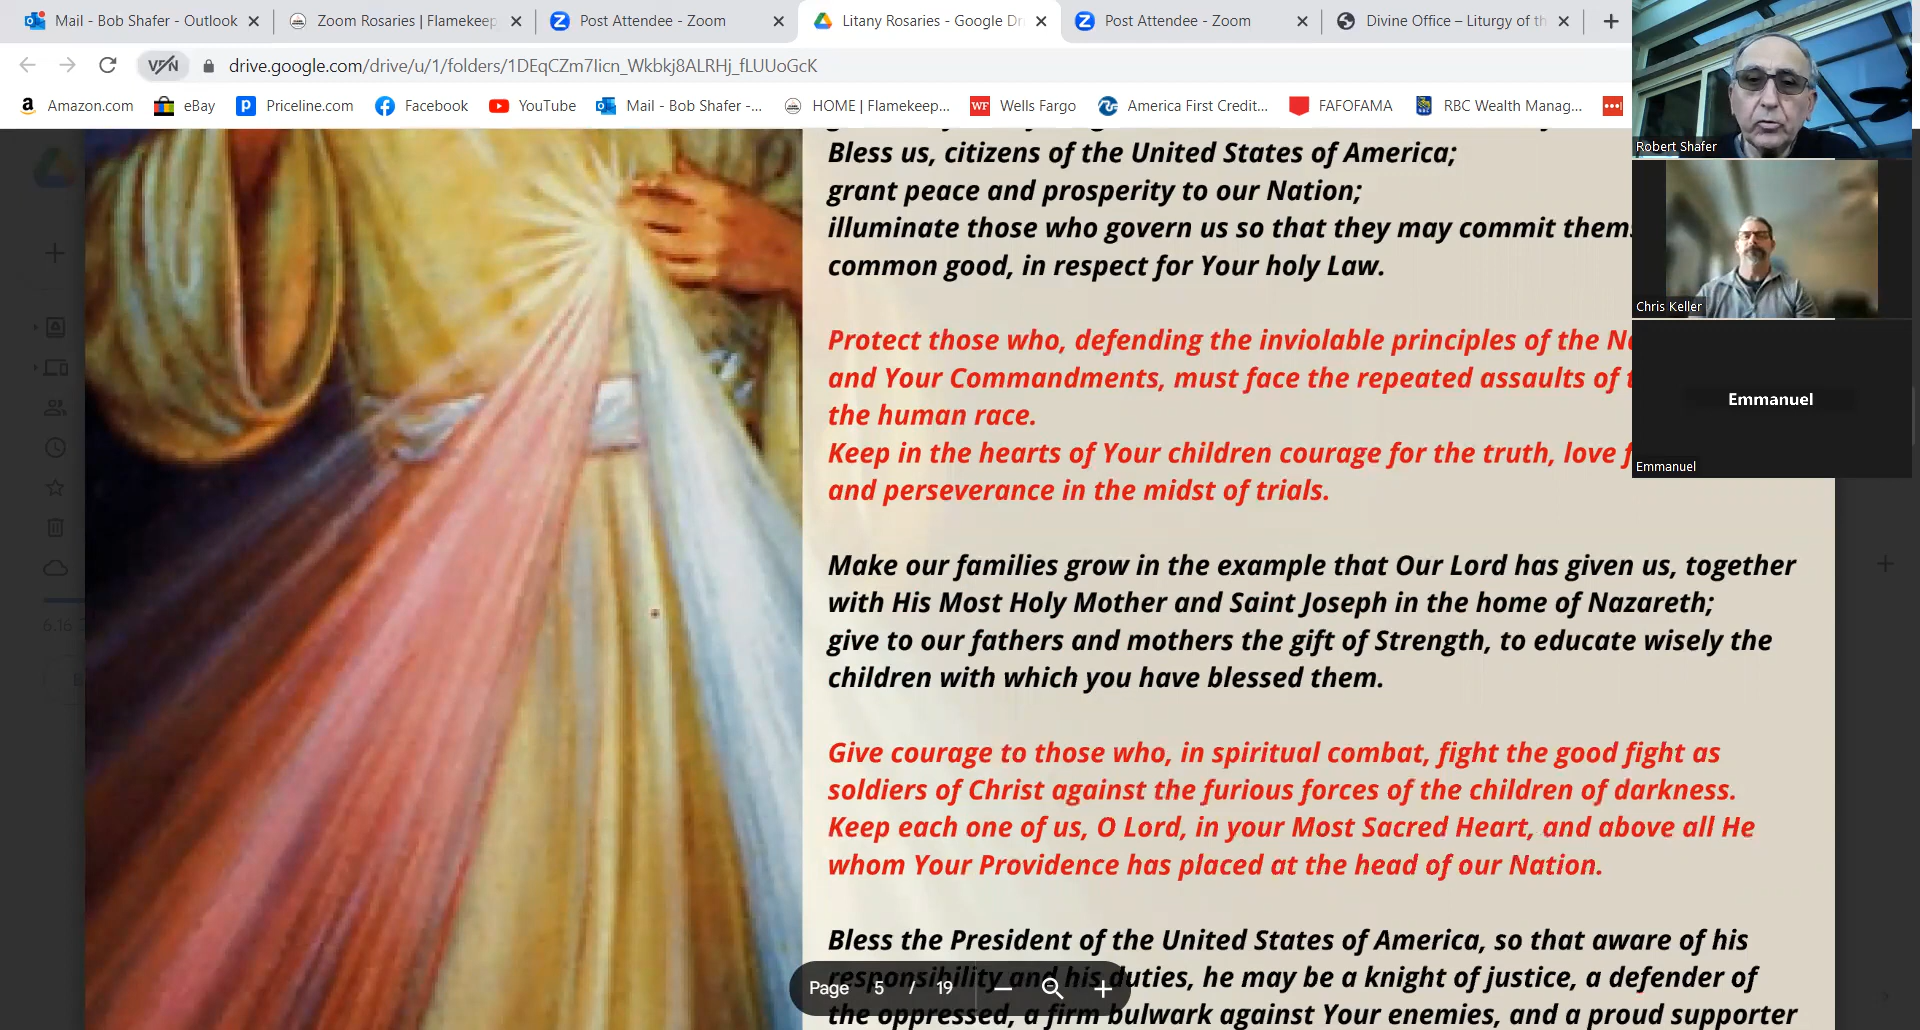 Mail - Bob Shafer - Outlook
Zoom Rosaries | Flamekeep
Post Attendee - Zoom
Litany Rosaries - Google Dr
Post Attendee - Zoom
Divine Office – Liturgy of th
VPN
drive.google.com/drive/u/1/folders/1DEqCZm7Iicn_Wkbkj8ALRHj_fLUUoGcK
Amazon.com
eBay
Priceline.com
Facebook
YouTube
Mail - Bob Shafer -...
HOME | Flamekeep...
WF Wells Fargo
America First Credit...
FAFOFAMA
RBC Wealth Manag...
Robert Shafer
Chris Keller
Emmanuel
Emmanuel
Bless us, citizens of the United States of America;
grant peace and prosperity to our Nation;
illuminate those who govern us so that they may commit them
common good, in respect for Your holy Law.
Protect those who, defending the inviolable principles of the
and Your Commandments, must face the repeated assaults of
the human race.
Keep in the hearts of Your children courage for the truth, love
and perseverance in the midst of trials.
Make our families grow in the example that Our Lord has given us, together
with His Most Holy Mother and Saint Joseph in the home of Nazareth;
give to our fathers and mothers the gift of Strength, to educate wisely the
children with which you have blessed them.
Give courage to those who, in spiritual combat, fight the good fight as
soldiers of Christ against the furious forces of the children of darkness.
Keep each one of us, O Lord, in your Most Sacred Heart, and above all He
whom Your Providence has placed at the head of our Nation.
Bless the President of the United States of America, so that aware of his
responsibility and his duties, he may be a knight of justice, a defender of
the oppressed, a firm bulwark against Your enemies, and a proud supporter
Page 5 / 19
6.16